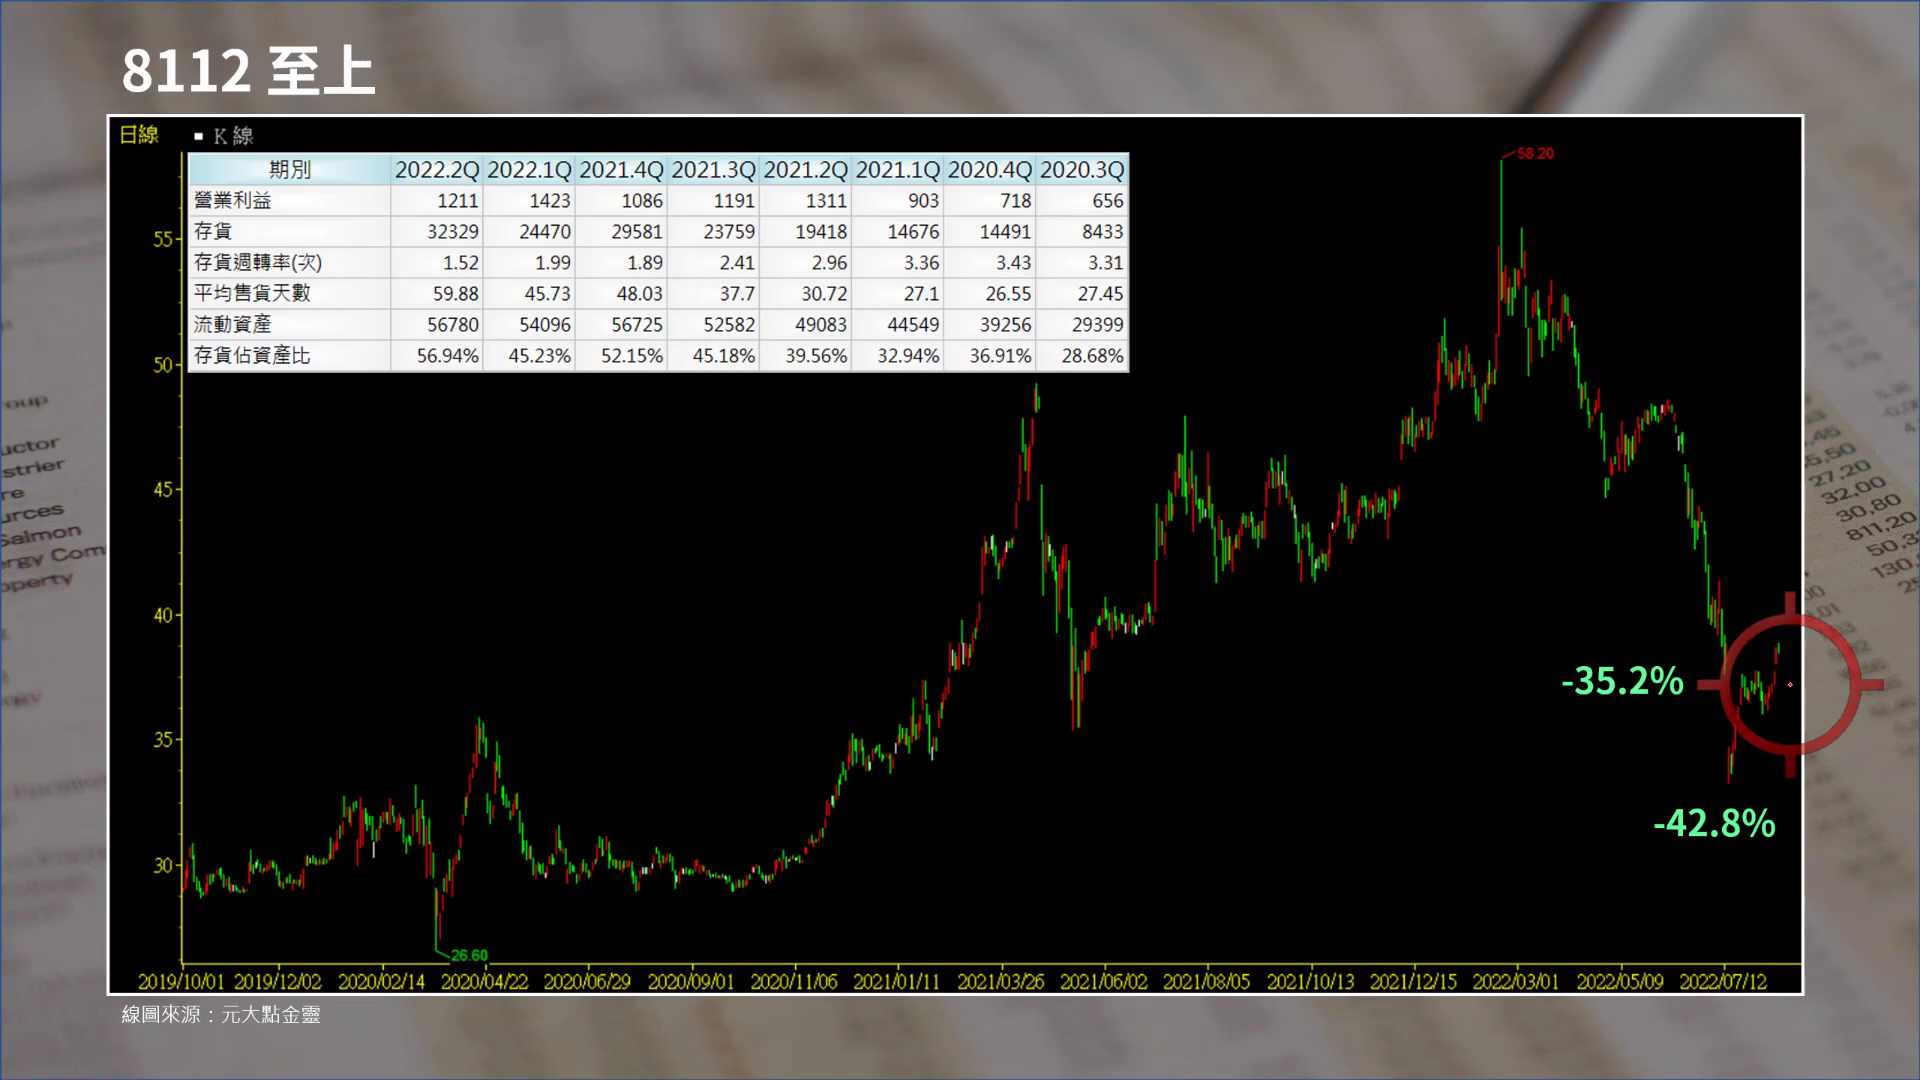 8112 至上
日線 ▪ K 線
58.20
期別 2022.2Q 2022.1Q 2021.4Q 2021.3Q 2021.2Q 2021.1Q 2020.4Q 2020.3Q
營業利益 1211 1423 1086 1191 1311 903 718 656
存貨 32329 24470 29581 23759 19418 14676 14491 8433
存貨週轉率(次) 1.52 1.99 1.89 2.41 2.96 3.36 3.43 3.31
平均售貨天數 59.88 45.73 48.03 37.7 30.72 27.1 26.55 27.45
流動資產 56780 54096 56725 52582 49083 44549 39256 29399
存貨佔資產比 56.94% 45.23% 52.15% 45.18% 39.56% 32.94% 36.91% 28.68%
55
50
45
40
35
30
-35.2%
-42.8%
26.60
2019/10/01 2019/12/02 2020/02/14 2020/04/22 2020/06/29 2020/09/01 2020/11/06 2021/01/11 2021/03/26 2021/06/02 2021/08/05 2021/10/13 2021/12/15 2022/03/01 2022/05/09 2022/07/12
線圖來源：元大點金靈
Salmon
27,20
32,00
30,80
811,20